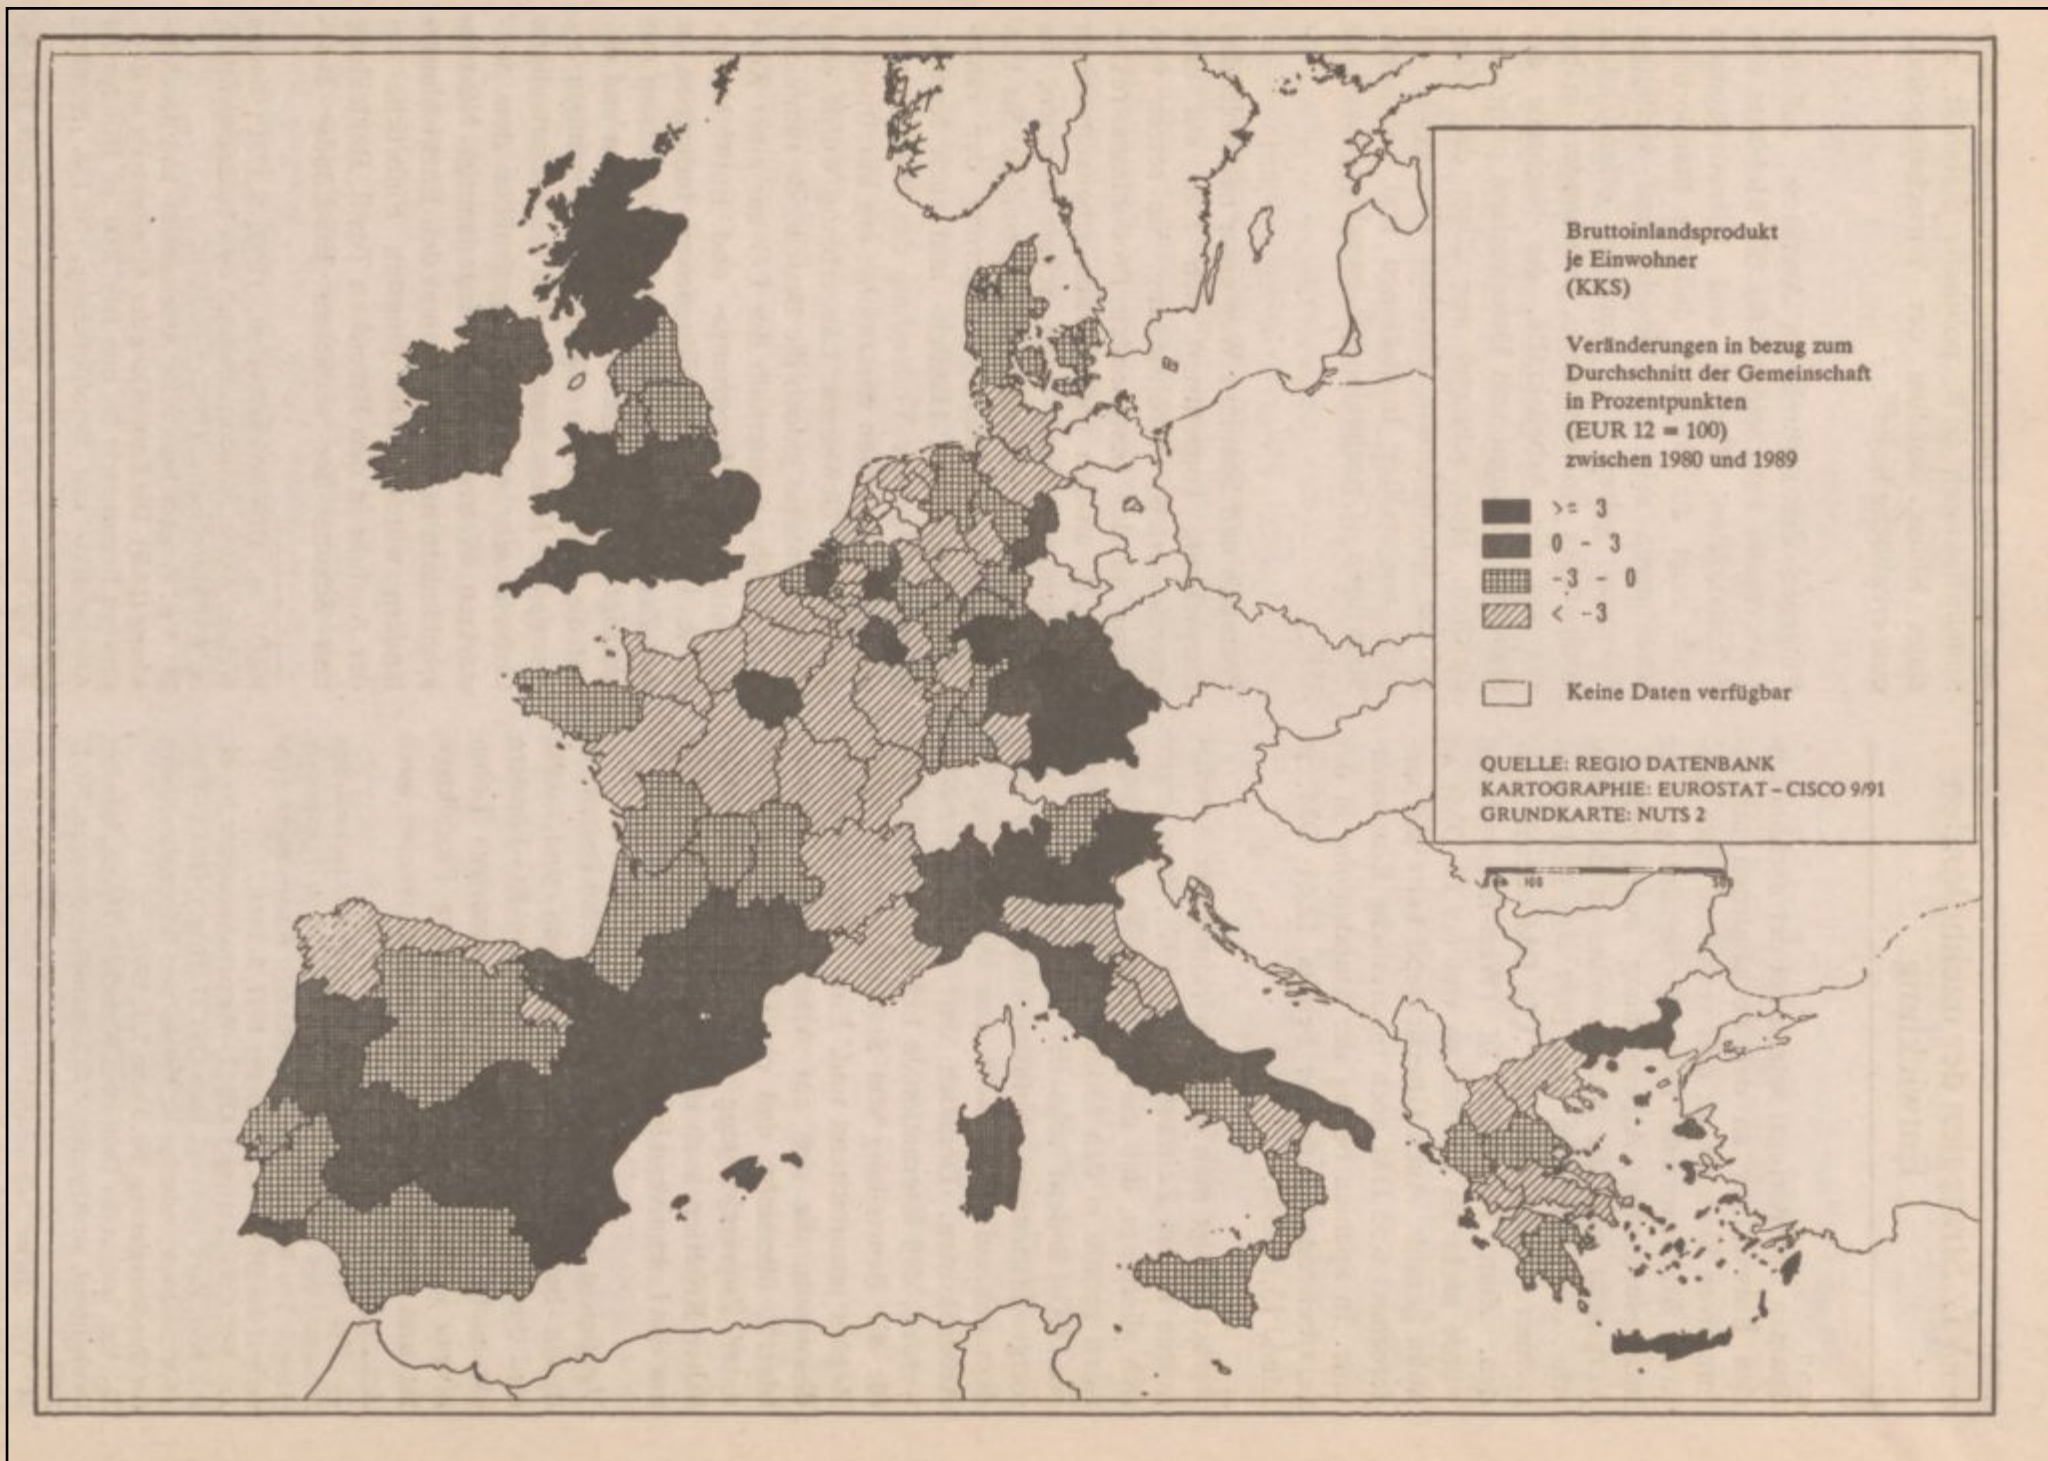 Bruttoinlandsprodukt
je Einwohner
(KKS)
Veränderungen in bezug zum
Durchschnitt der Gemeinschaft
in Prozentpunkten
(EUR 12 = 100)
zwischen 1980 und 1989
>= 3
0 - 3
-3 - 0
< -3
Keine Daten verfügbar
QUELLE: REGIO DATENBANK
KARTOGRAPHIE: EUROSTAT - CISCO 9/91
GRUNDKARTE: NUTS 2
100